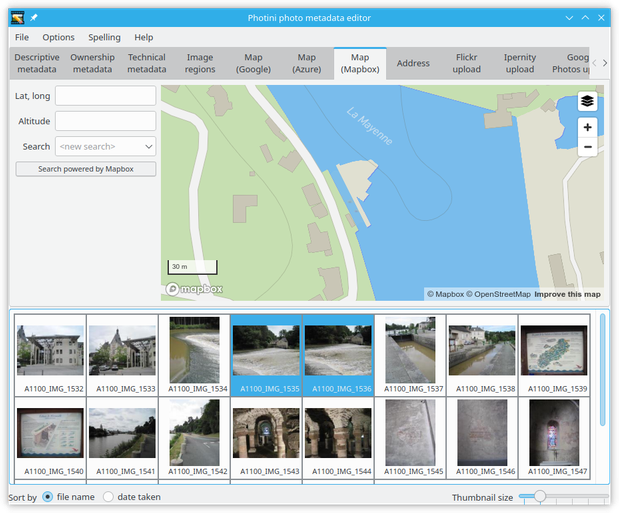 Photini photo metadata editor
File Options Spelling Help
Descriptive metadata
Ownership metadata
Technical metadata
Image regions
Map (Google)
Map (Azure)
Map (Mapbox)
Address
Flickr upload
Ipernity upload
Goog
Photos up
Lat, long
Altitude
Search <new search>
Search powered by Mapbox
La Mayenne
30 m
mapbox
© Mapbox © OpenStreetMap Improve this map
A1100_IMG_1532 A1100_IMG_1533 A1100_IMG_1534 A1100_IMG_1535 A1100_IMG_1536 A1100_IMG_1537 A1100_IMG_1538 A1100_IMG_1539
A1100_IMG_1540 A1100_IMG_1541 A1100_IMG_1542 A1100_IMG_1543 A1100_IMG_1544 A1100_IMG_1545 A1100_IMG_1546 A1100_IMG_1547
Sort by file name date taken Thumbnail size